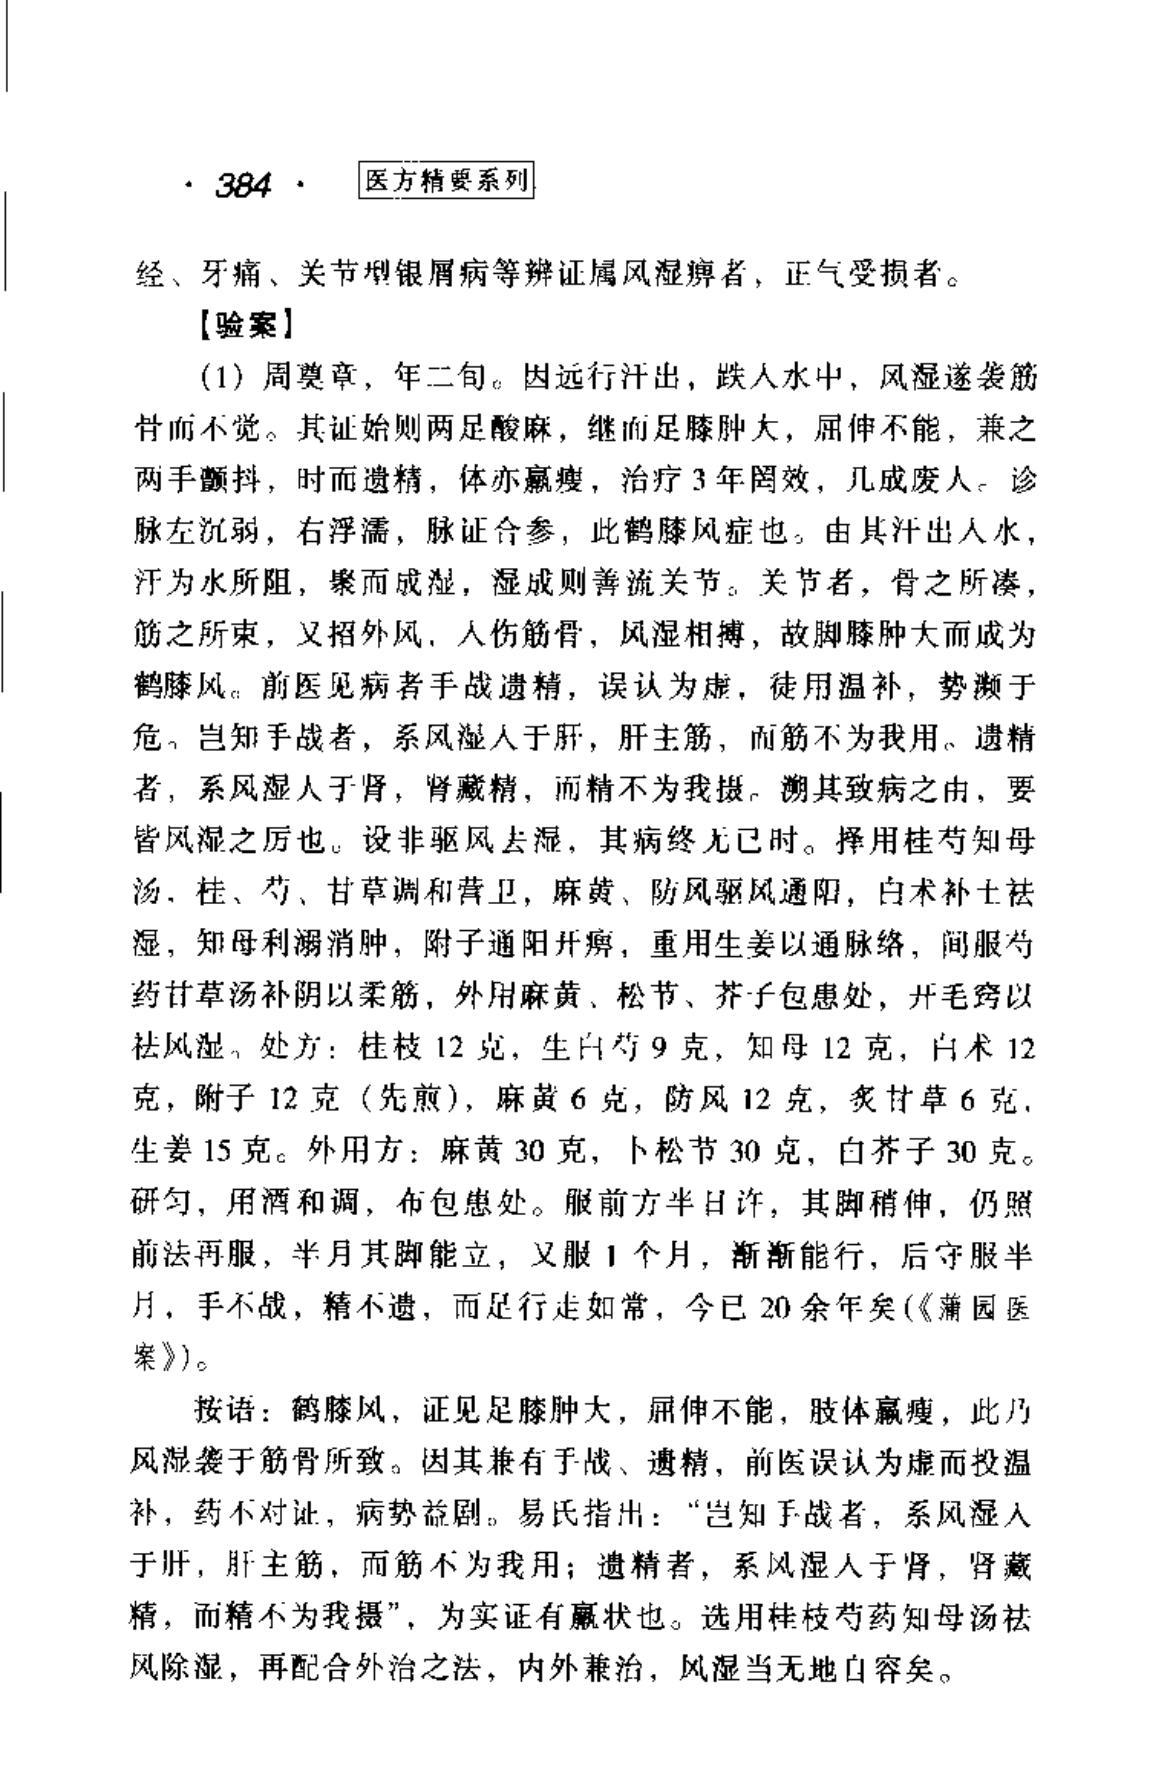 · 384 · 医方精要系列
经、牙痛、关节型银屑病等辨证属风湿痹者，正气受损者。
【验案】
(1) 周奠章，年二旬。因远行汗出，跌入水中，风湿遂袭筋
骨而不觉。其证始则两足酸麻，继而足膝肿大，屈伸不能，兼之
两手颤抖，时而遗精，体亦羸瘦，治疗 3 年罔效，几成废人。诊
脉左沉弱，右浮濡，脉证合参，此鹤膝风症也。由其汗出入水，
汗为水所阻，聚而成湿，湿成则善流关节。关节者，骨之所凑，
筋之所束，又招外风，入伤筋骨，风湿相搏，故脚膝肿大而成为
鹤膝风。前医见病者手战遗精，误认为虚，徒用温补，势濒于
危。岂知手战者，系风湿入于肝，肝主筋，而筋不为我用。遗精
者，系风湿入于肾，肾藏精，而精不为我摄。溯其致病之由，要
皆风湿之厉也。设非驱风去湿，其病终无已时。择用桂芍知母
汤，桂、芍、甘草调和营卫，麻黄、防风驱风通阳，白术补土祛
湿，知母利溺消肿，附子通阳开痹，重用生姜以通脉络，间服芍
药甘草汤补阴以柔筋，外用麻黄、松节、芥子包患处，开毛窍以
祛风湿。处方：桂枝 12 克，生白芍 9 克，知母 12 克，白术 12
克，附子 12 克（先煎），麻黄 6 克，防风 12 克，炙甘草 6 克，
生姜 15 克。外用方：麻黄 30 克，卜松节 30 克，白芥子 30 克。
研匀，用酒和调，布包患处。服前方半日许，其脚稍伸，仍照
前法再服，半月其脚能立，又服 1 个月，渐渐能行，后守服半
月，手不战，精不遗，而足行走如常，今已 20 余年矣(《蒲园医
案》)。
按语：鹤膝风，证见足膝肿大，屈伸不能，肢体羸瘦，此乃
风湿袭于筋骨所致。因其兼有手战、遗精，前医误认为虚而投温
补，药不对证，病势益剧。易氏指出：“岂知手战者，系风湿入
于肝，肝主筋，而筋不为我用；遗精者，系风湿入于肾，肾藏
精，而精不为我摄”，为实证有羸状也。选用桂枝芍药知母汤祛
风除湿，再配合外治之法，内外兼治，风湿当无地自容矣。